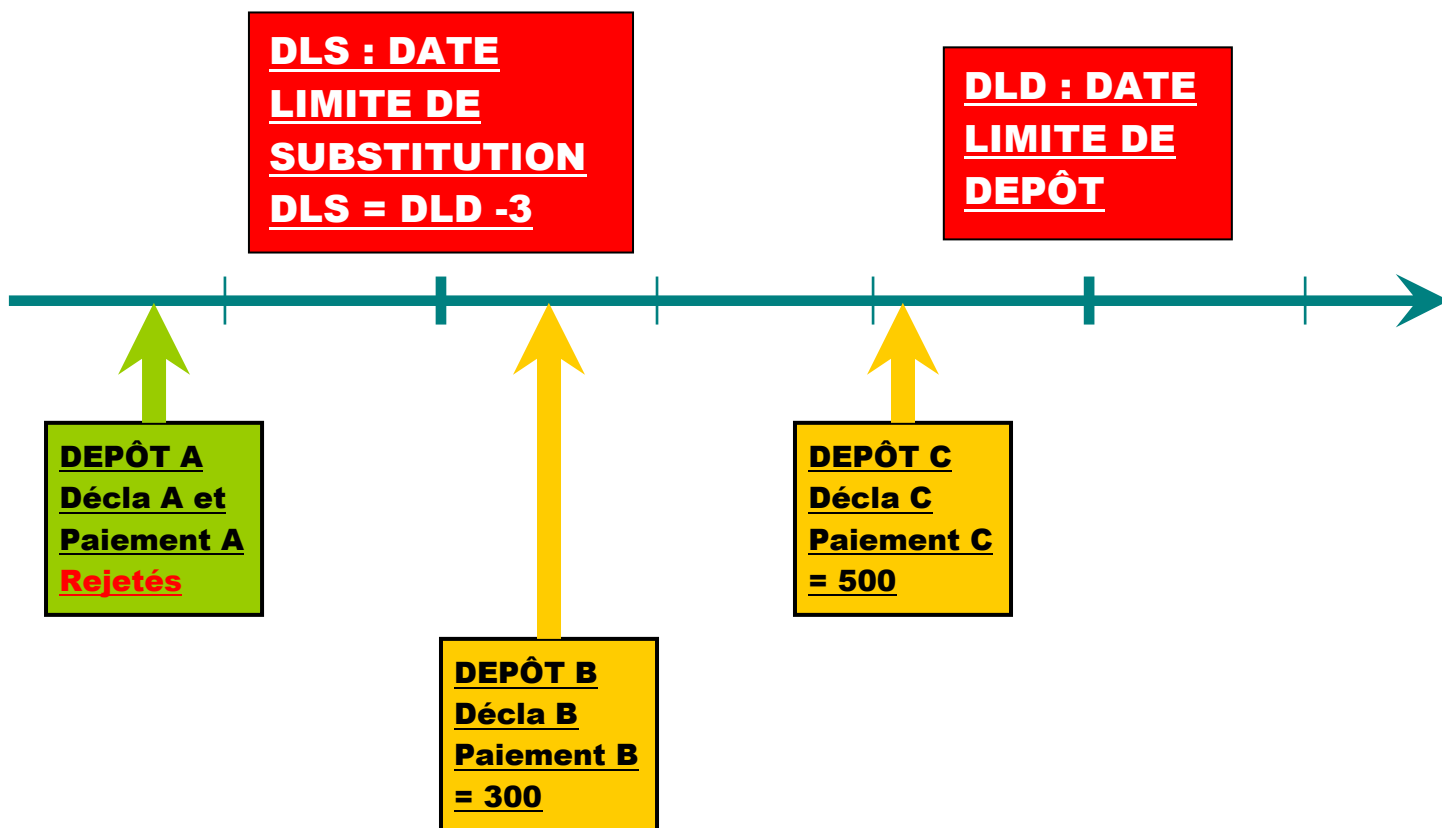 DLS : DATE
LIMITE DE
SUBSTITUTION
DLS = DLD -3
DLD : DATE
LIMITE DE
DEPÔT
DEPÔT A
Décla A et
Paiement A
Rejetés
DEPÔT B
Décla B
Paiement B
= 300
DEPÔT C
Décla C
Paiement C
= 500